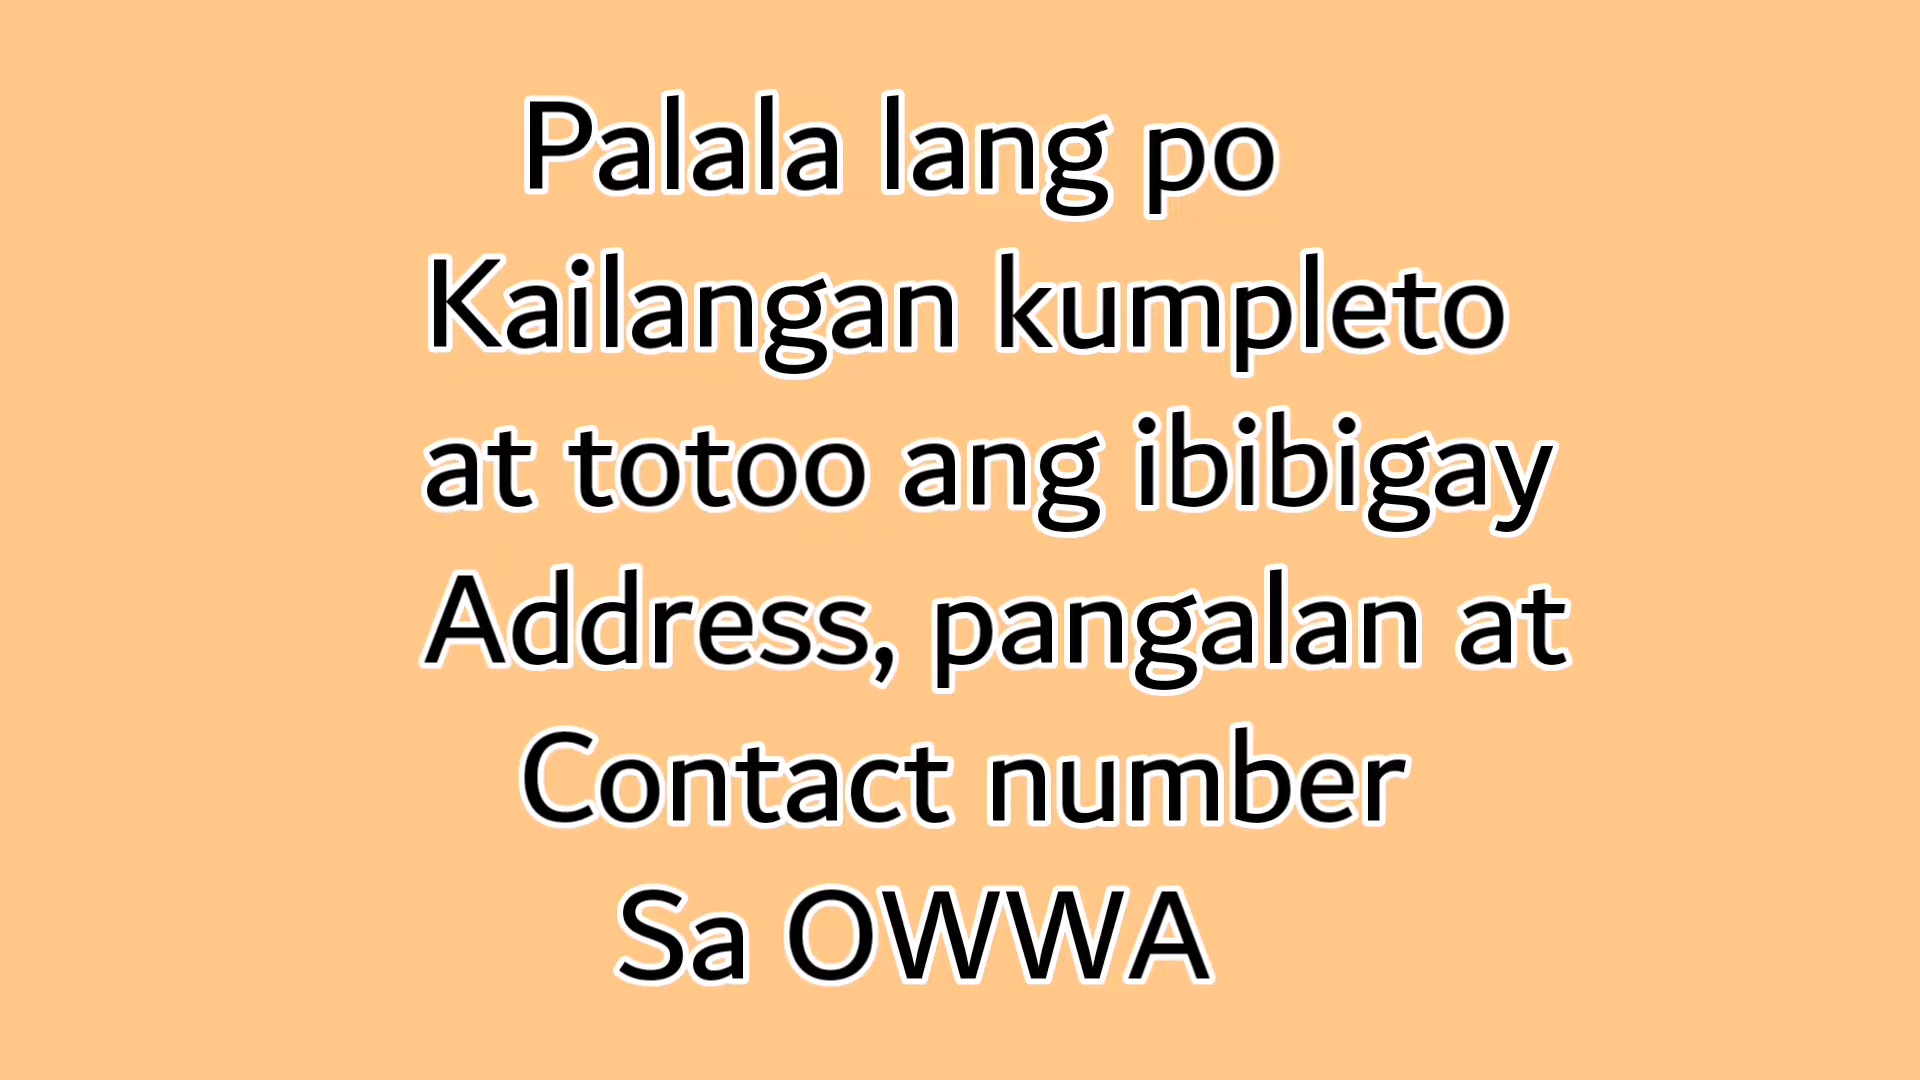 Palala lang po
Kailangan kumpleto
at totoo ang ibibigay
Address, pangalan at
Contact number
Sa OWWA